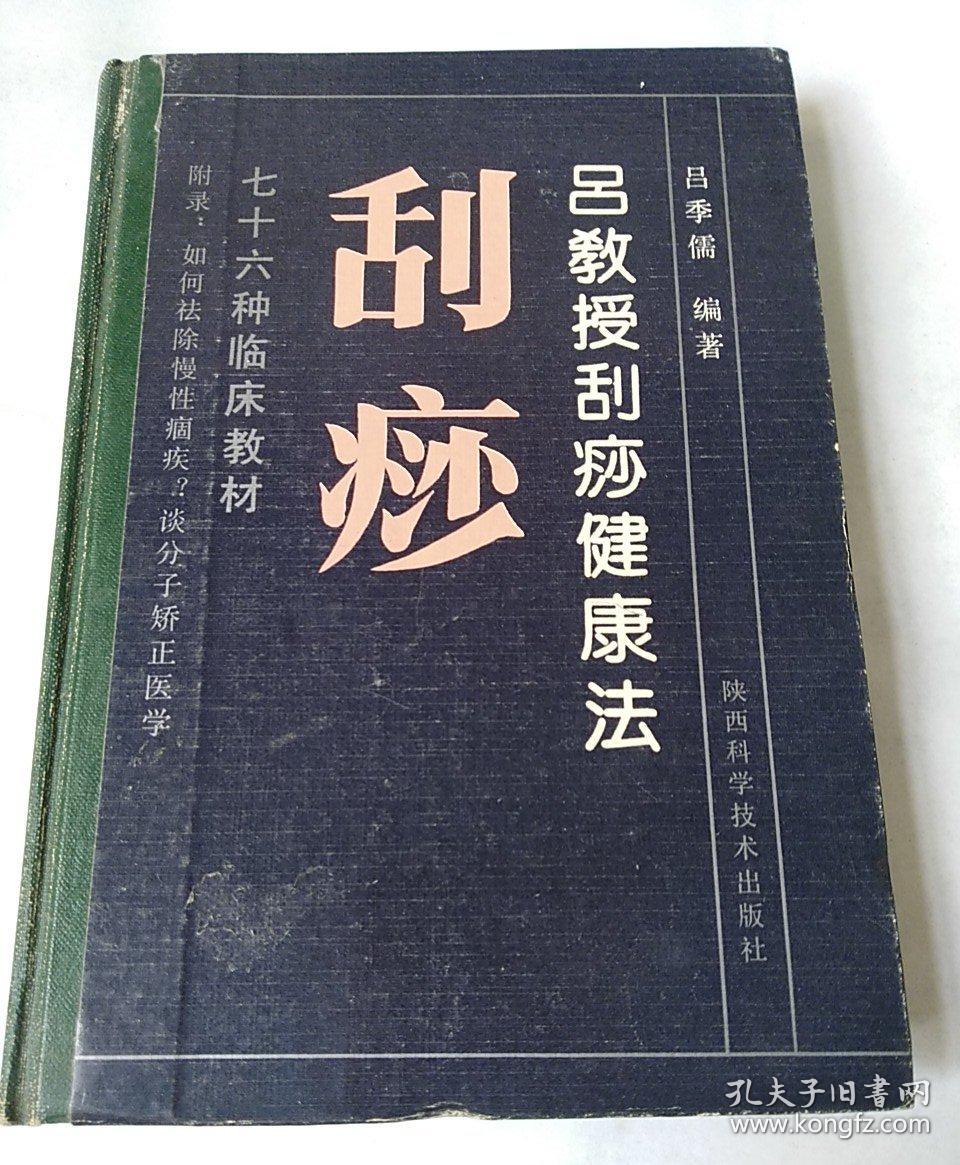 吕季儒 编著
陕西科学技术出版社
吕教授刮痧健康法
刮痧
七十六种临床教材
附录：如何祛除慢性痼疾？谈分子矫正医学
孔夫子旧书网
www.kongfz.com